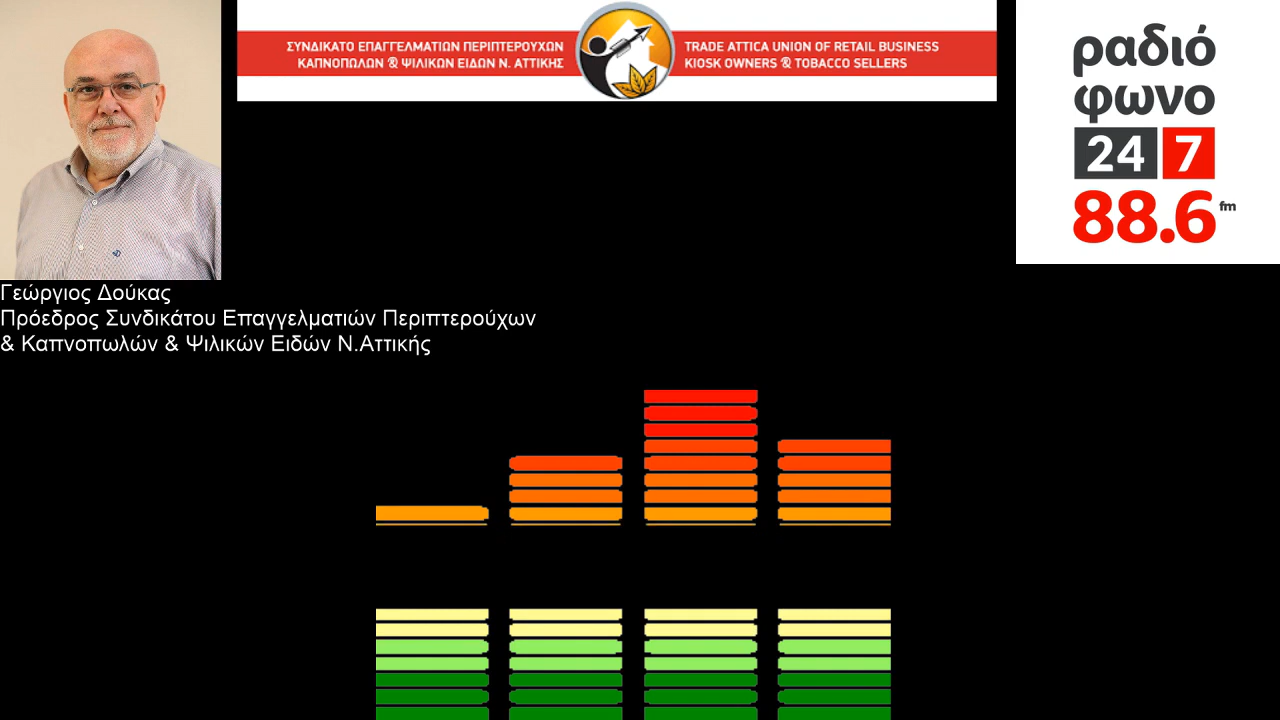 ΣΥΝΔΙΚΑΤΟ ΕΠΑΓΓΕΛΜΑΤΙΩΝ ΠΕΡΙΠΤΕΡΟΥΧΩΝ
ΚΑΠΝΟΠΩΛΩΝ & ΨΙΛΙΚΩΝ ΕΙΔΩΝ Ν. ΑΤΤΙΚΗΣ
TRADE ATTICA UNION OF RETAIL BUSINESS
KIOSK OWNERS & TOBACCO SELLERS
ραδιό
φωνο
24 7
88.6 fm
Γεώργιος Δούκας
Πρόεδρος Συνδικάτου Επαγγελματιών Περιπτερούχων
& Καπνοπωλών & Ψιλικών Ειδών Ν.Αττικής